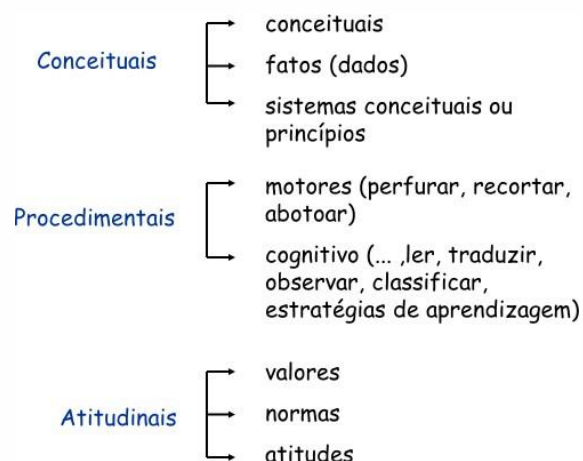 Conceituais
conceituais
fatos (dados)
sistemas conceituais ou
princípios
Procedimentais
motores (perfurar, recortar,
abotoar)
cognitivo (... ,ler, traduzir,
observar, classificar,
estratégias de aprendizagem)
Atitudinais
valores
normas
atitudes